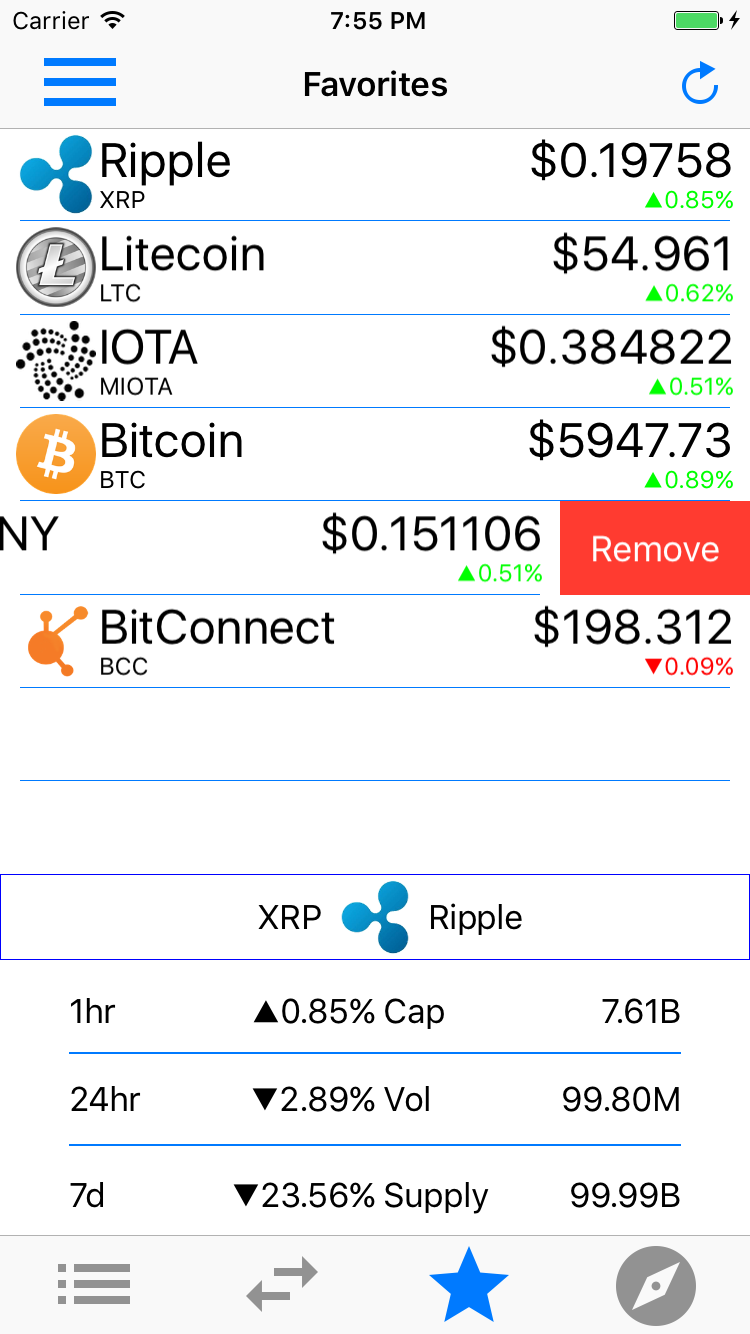 Carrier 7:55 PM
Favorites
Ripple $0.19758
XRP ▲0.85%
Litecoin $54.961
LTC ▲0.62%
IOTA $0.384822
MIOTA ▲0.51%
Bitcoin $5947.73
BTC ▲0.89%
NY $0.151106 Remove
▲0.51%
BitConnect $198.312
BCC ▼0.09%
XRP Ripple
1hr ▲0.85% Cap 7.61B
24hr ▼2.89% Vol 99.80M
7d ▼23.56% Supply 99.99B